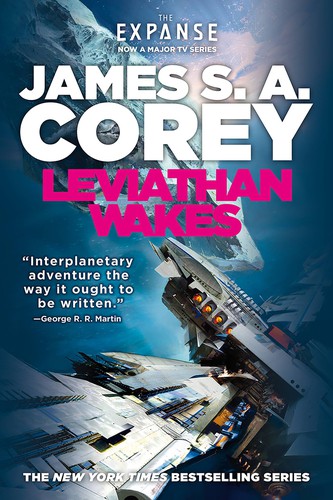 THE
EXPANSE
NOW A MAJOR TV SERIES
JAMES S. A.
COREY
LEVIATHAN
WAKES
“Interplanetary
adventure the
way it ought to
be written.”
—George R. R. Martin
THE NEW YORK TIMES BESTSELLING SERIES